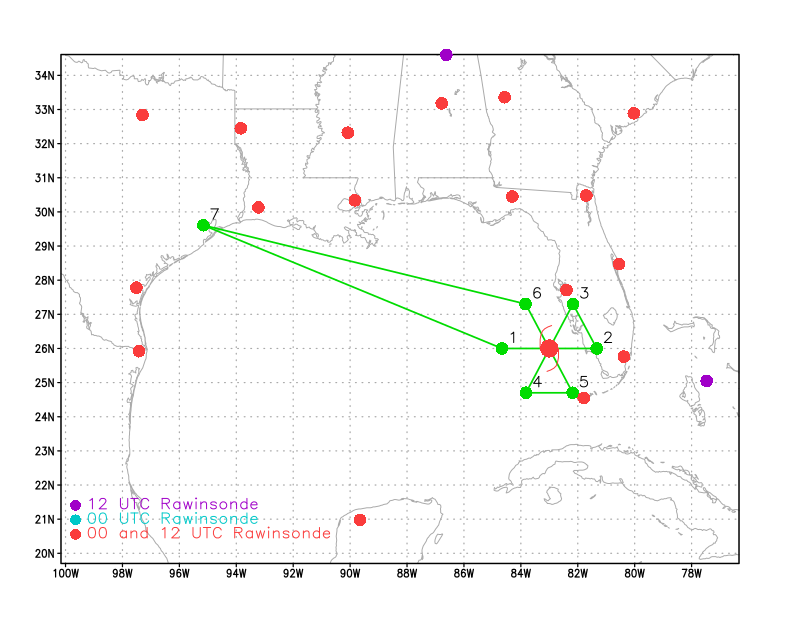 34N
33N
32N
31N
30N
29N
28N
27N
26N
25N
24N
23N
22N
21N
20N
7
6
3
1
2
4
5
12 UTC Rawinsonde
00 UTC Rawinsonde
00 and 12 UTC Rawinsonde
100W 98W 96W 94W 92W 90W 88W 86W 84W 82W 80W 78W